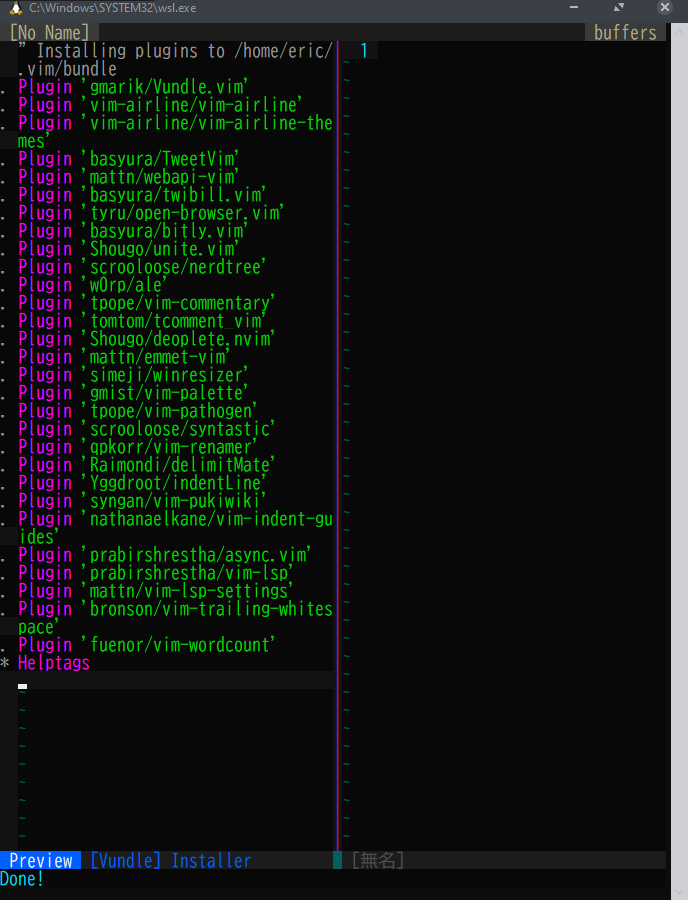 C:\Windows\SYSTEM32\wsl.exe
[No Name] buffers
" Installing plugins to /home/eric/
.vim/bundle
. Plugin 'gmarik/Vundle.vim'
. Plugin 'vim-airline/vim-airline'
. Plugin 'vim-airline/vim-airline-the
mes'
. Plugin 'basyura/TweetVim'
. Plugin 'mattn/webapi-vim'
. Plugin 'basyura/twibill.vim'
. Plugin 'tyru/open-browser.vim'
. Plugin 'basyura/bitly.vim'
. Plugin 'Shougo/unite.vim'
. Plugin 'scrooloose/nerdtree'
. Plugin 'w0rp/ale'
. Plugin 'tpope/vim-commentary'
. Plugin 'tomtom/tcomment_vim'
. Plugin 'Shougo/deoplete.nvim'
. Plugin 'mattn/emmet-vim'
. Plugin 'simeji/winresizer'
. Plugin 'gmist/vim-palette'
. Plugin 'tpope/vim-pathogen'
. Plugin 'scrooloose/syntastic'
. Plugin 'qpkorr/vim-renamer'
. Plugin 'Raimondi/delimitMate'
. Plugin 'Yggdroot/indentLine'
. Plugin 'syngan/vim-pukiwiki'
. Plugin 'nathanaelkane/vim-indent-gu
ides'
. Plugin 'prabirshrestha/async.vim'
. Plugin 'prabirshrestha/vim-lsp'
. Plugin 'mattn/vim-lsp-settings'
. Plugin 'bronson/vim-trailing-whites
pace'
. Plugin 'fuenor/vim-wordcount'
* Helptags
1
Preview [Vundle] Installer [無名]
Done!